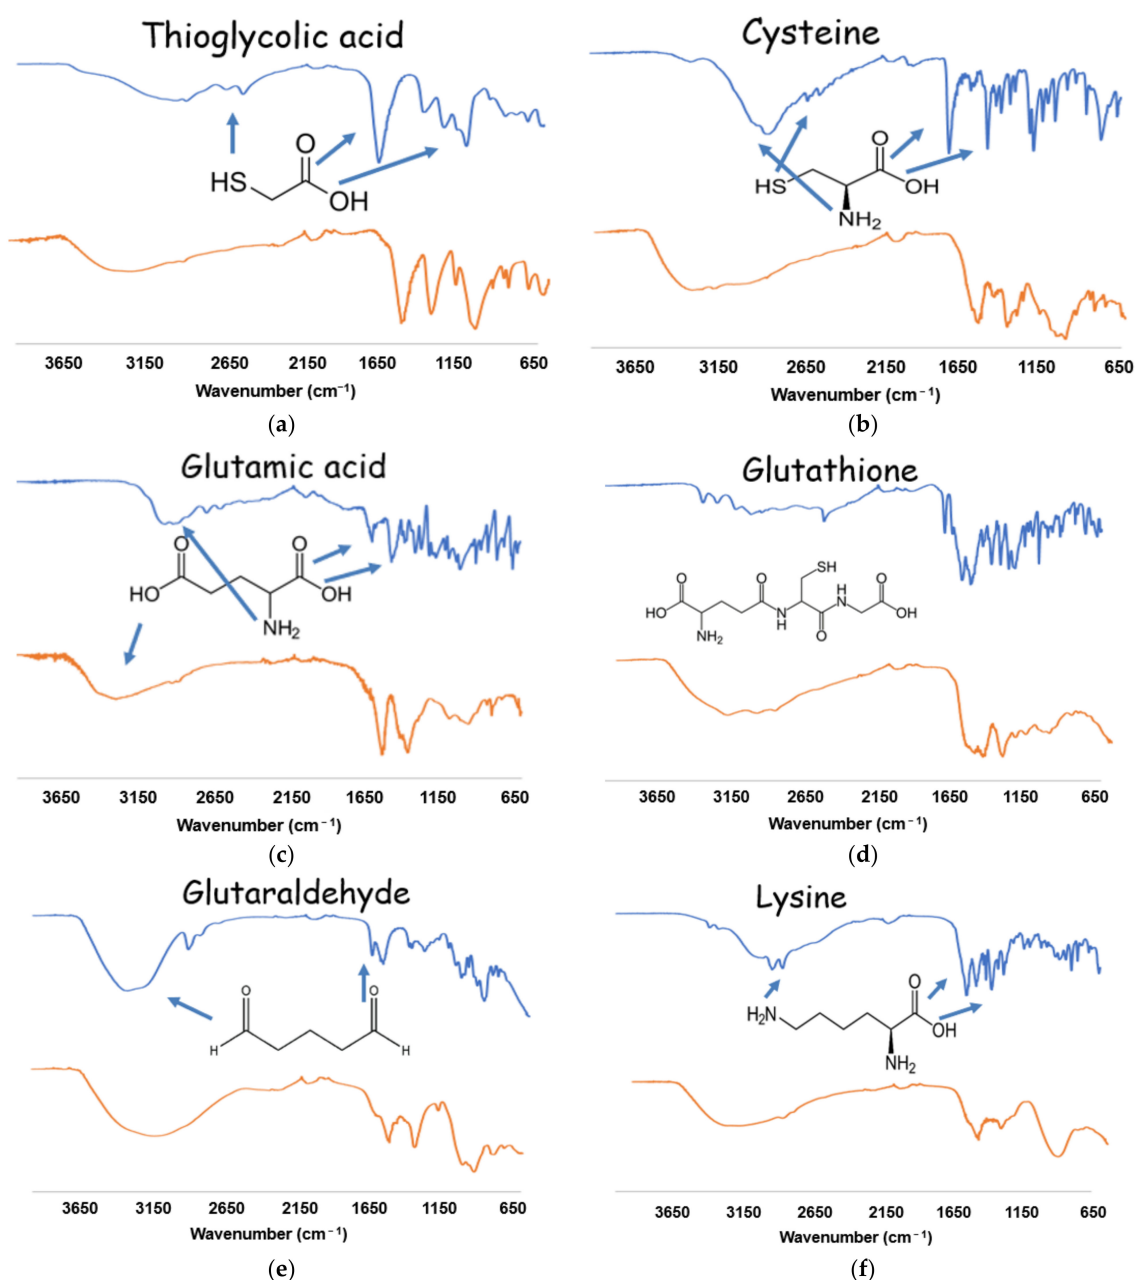 Thioglycolic acid
O
HS
OH
3650 3150 2650 2150 1650 1150 650
Wavenumber (cm⁻¹)
(a)
Cysteine
O
HS
OH
NH₂
3650 3150 2650 2150 1650 1150 650
Wavenumber (cm⁻¹)
(b)
Glutamic acid
O O
HO OH
NH₂
3650 3150 2650 2150 1650 1150 650
Wavenumber (cm⁻¹)
(c)
Glutathione
SH
O O H N O
HO N H OH
NH₂ O
3650 3150 2650 2150 1650 1150 650
Wavenumber (cm⁻¹)
(d)
Glutaraldehyde
O O
H H
3650 3150 2650 2150 1650 1150 650
Wavenumber (cm⁻¹)
(e)
Lysine
O
H₂N
OH
NH₂
3650 3150 2650 2150 1650 1150 650
Wavenumber (cm⁻¹)
(f)